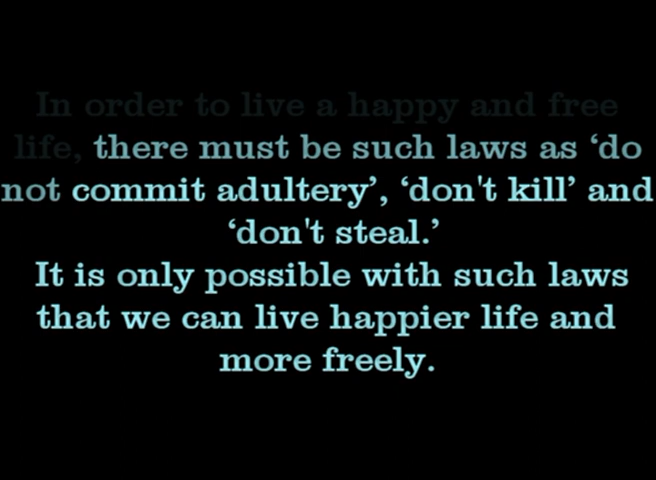 In order to live a happy and free
life, there must be such laws as ‘do
not commit adultery’, ‘don't kill’ and
‘don't steal.’
It is only possible with such laws
that we can live happier life and
more freely.